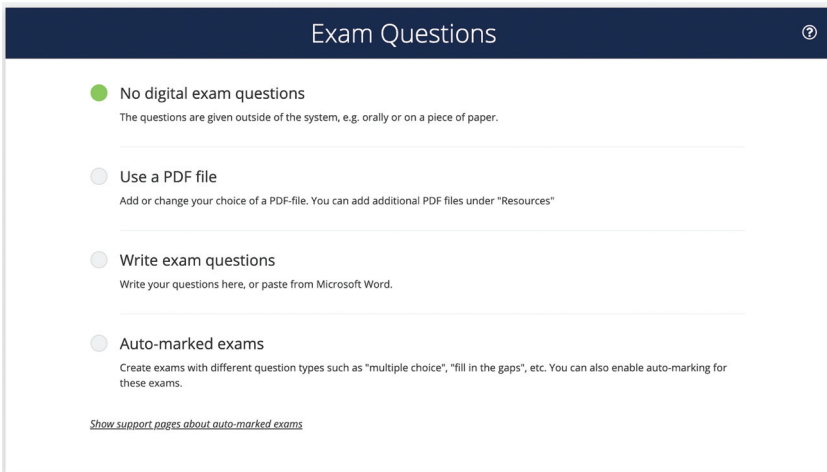 Exam Questions
No digital exam questions
The questions are given outside of the system, e.g. orally or on a piece of paper.
Use a PDF file
Add or change your choice of a PDF-file. You can add additional PDF files under "Resources"
Write exam questions
Write your questions here, or paste from Microsoft Word.
Auto-marked exams
Create exams with different question types such as "multiple choice", "fill in the gaps", etc. You can also enable auto-marking for
these exams.
Show support pages about auto-marked exams